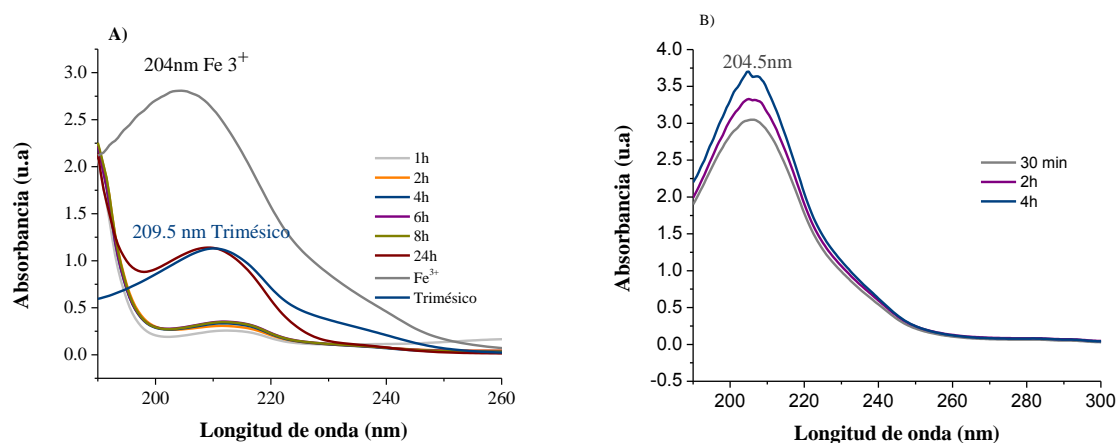 A)
204nm Fe 3+
3.0
2.5
2.0
1.5
1.0
0.5
0.0
209.5 nm Trimésico
1h
2h
4h
6h
8h
24h
Fe3+
Trimésico
Absorbancia (u.a)
200
220
240
260
Longitud de onda (nm)
B)
204.5nm
4.0
3.5
3.0
2.5
2.0
1.5
1.0
0.5
0.0
-0.5
30 min
2h
4h
Absorbancia (u.a)
200
220
240
260
280
300
Longitud de onda (nm)